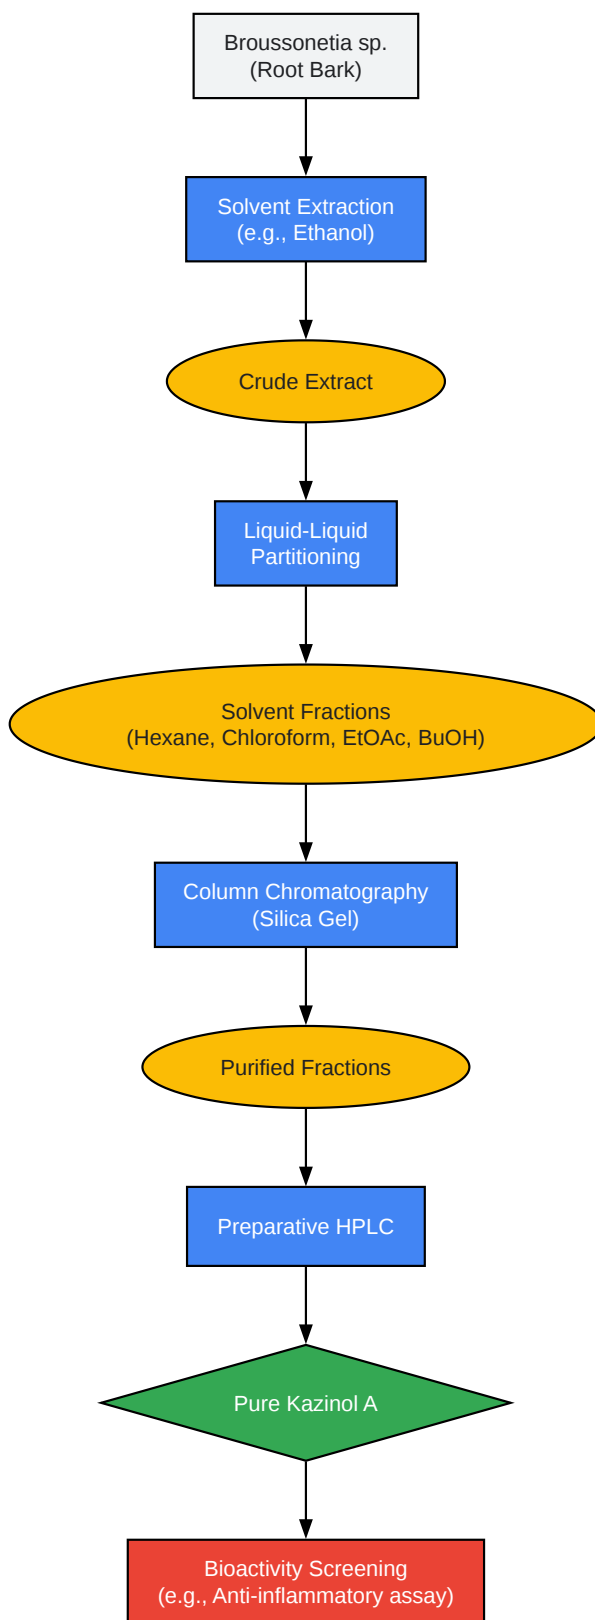 Broussonetia sp.
(Root Bark)
Solvent Extraction
(e.g., Ethanol)
Crude Extract
Liquid-Liquid
Partitioning
Solvent Fractions
(Hexane, Chloroform, EtOAc, BuOH)
Column Chromatography
(Silica Gel)
Purified Fractions
Preparative HPLC
Pure Kazinol A
Bioactivity Screening
(e.g., Anti-inflammatory assay)